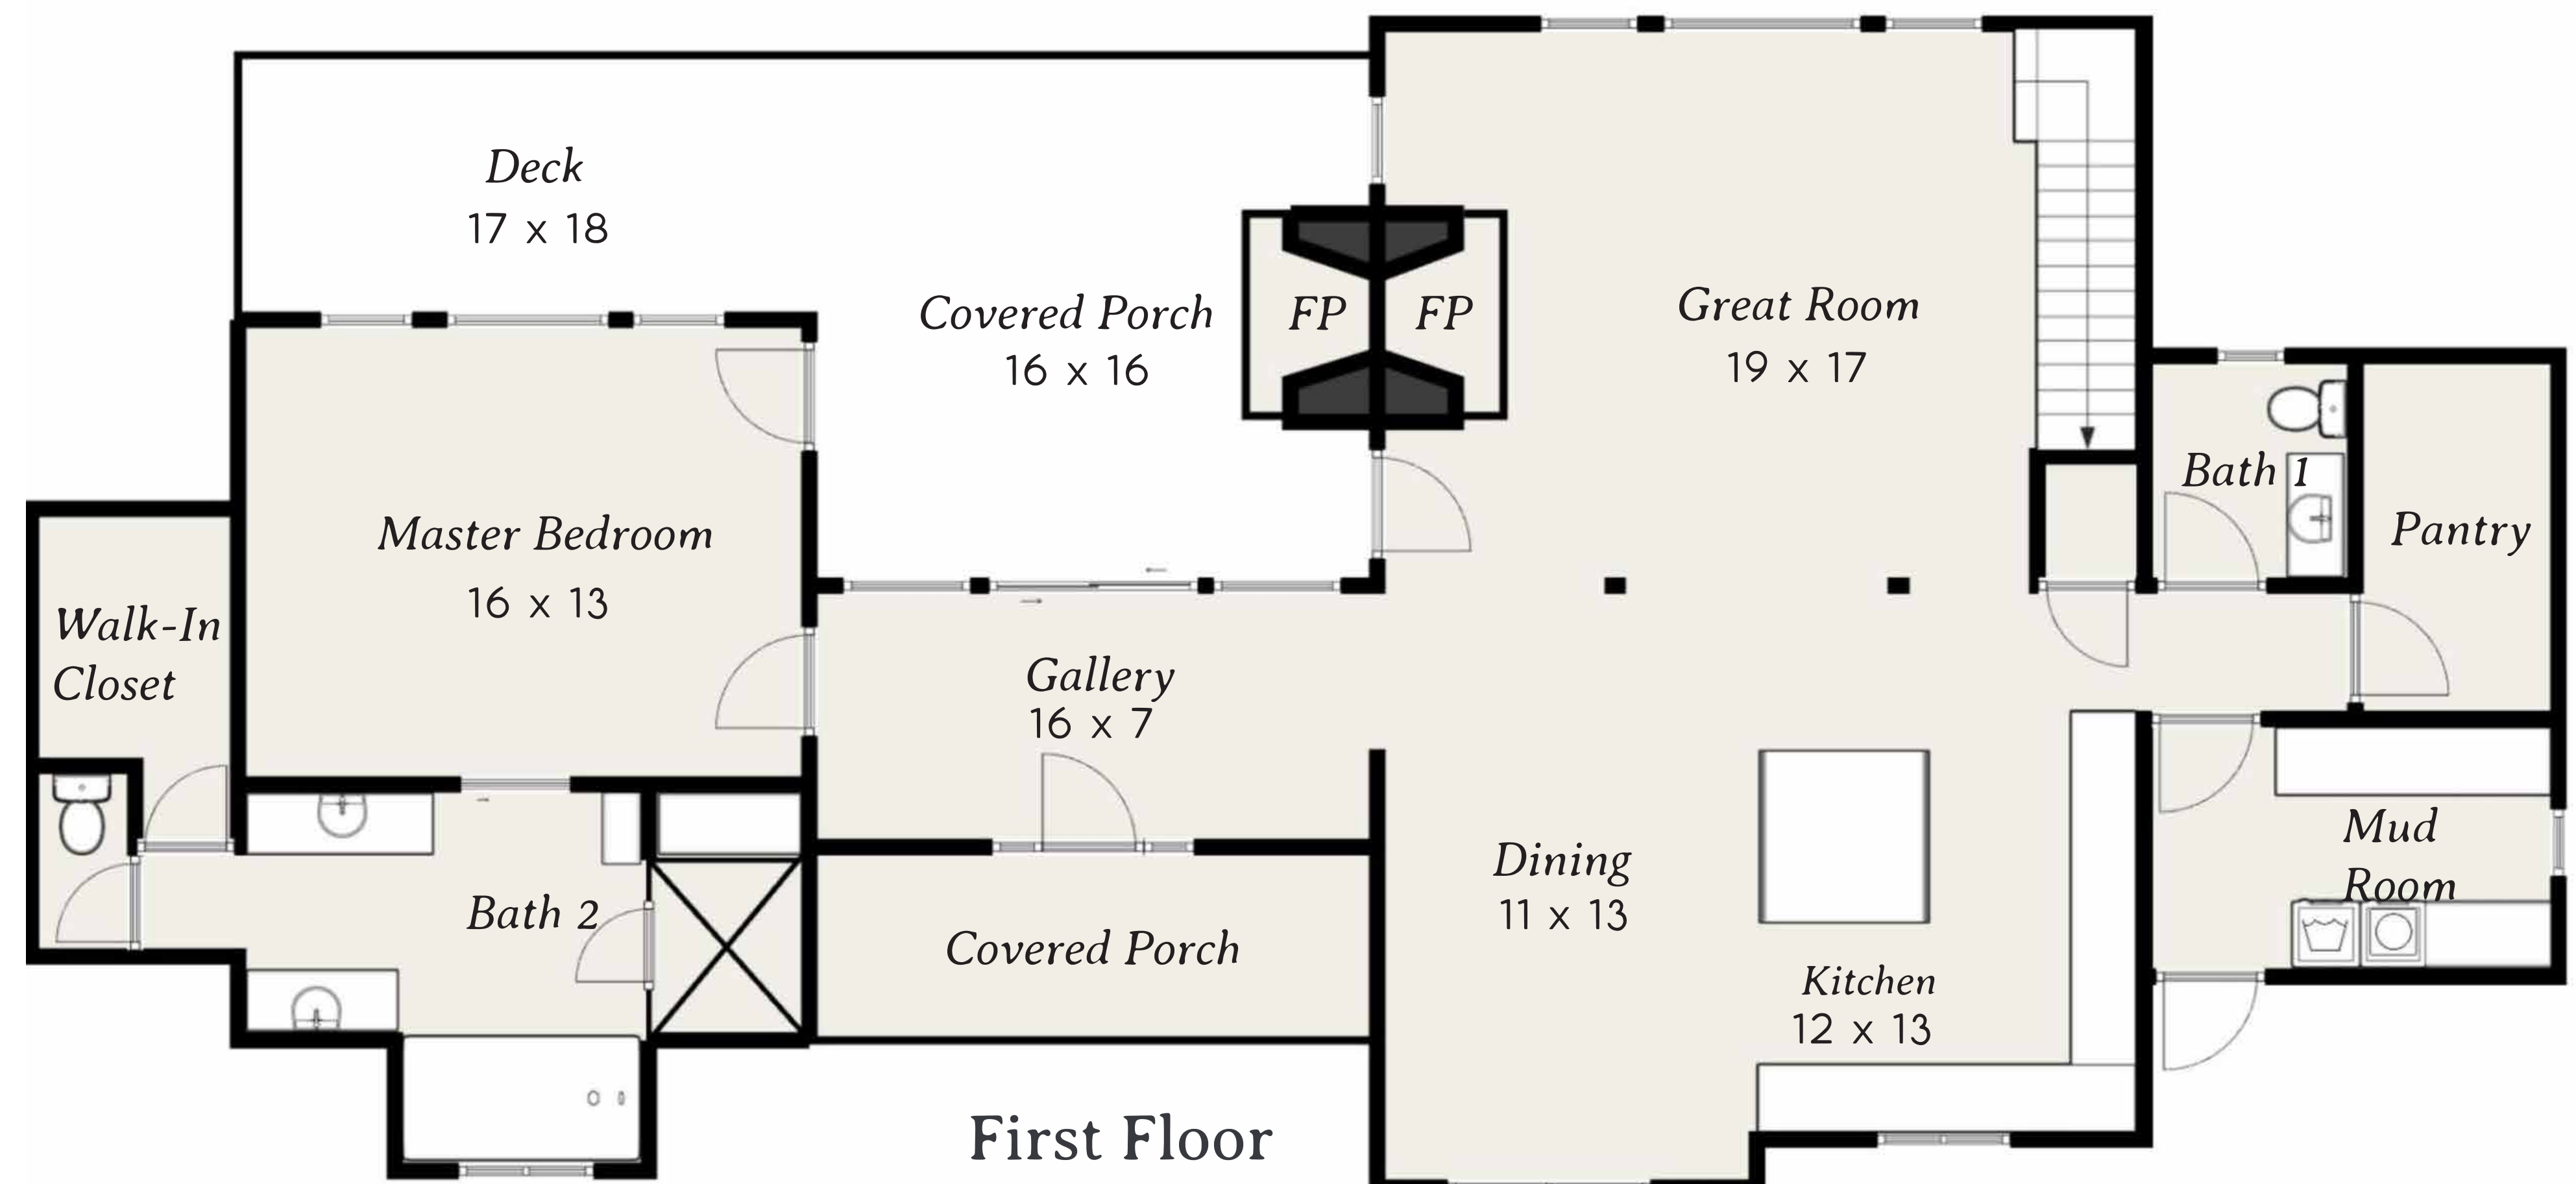 Deck
17 x 18
Covered Porch
16 x 16
FP
FP
Great Room
19 x 17
Bath 1
Pantry
Master Bedroom
16 x 13
Walk-In
Closet
Gallery
16 x 7
Mud
Room
Dining
11 x 13
Bath 2
Covered Porch
Kitchen
12 x 13
First Floor